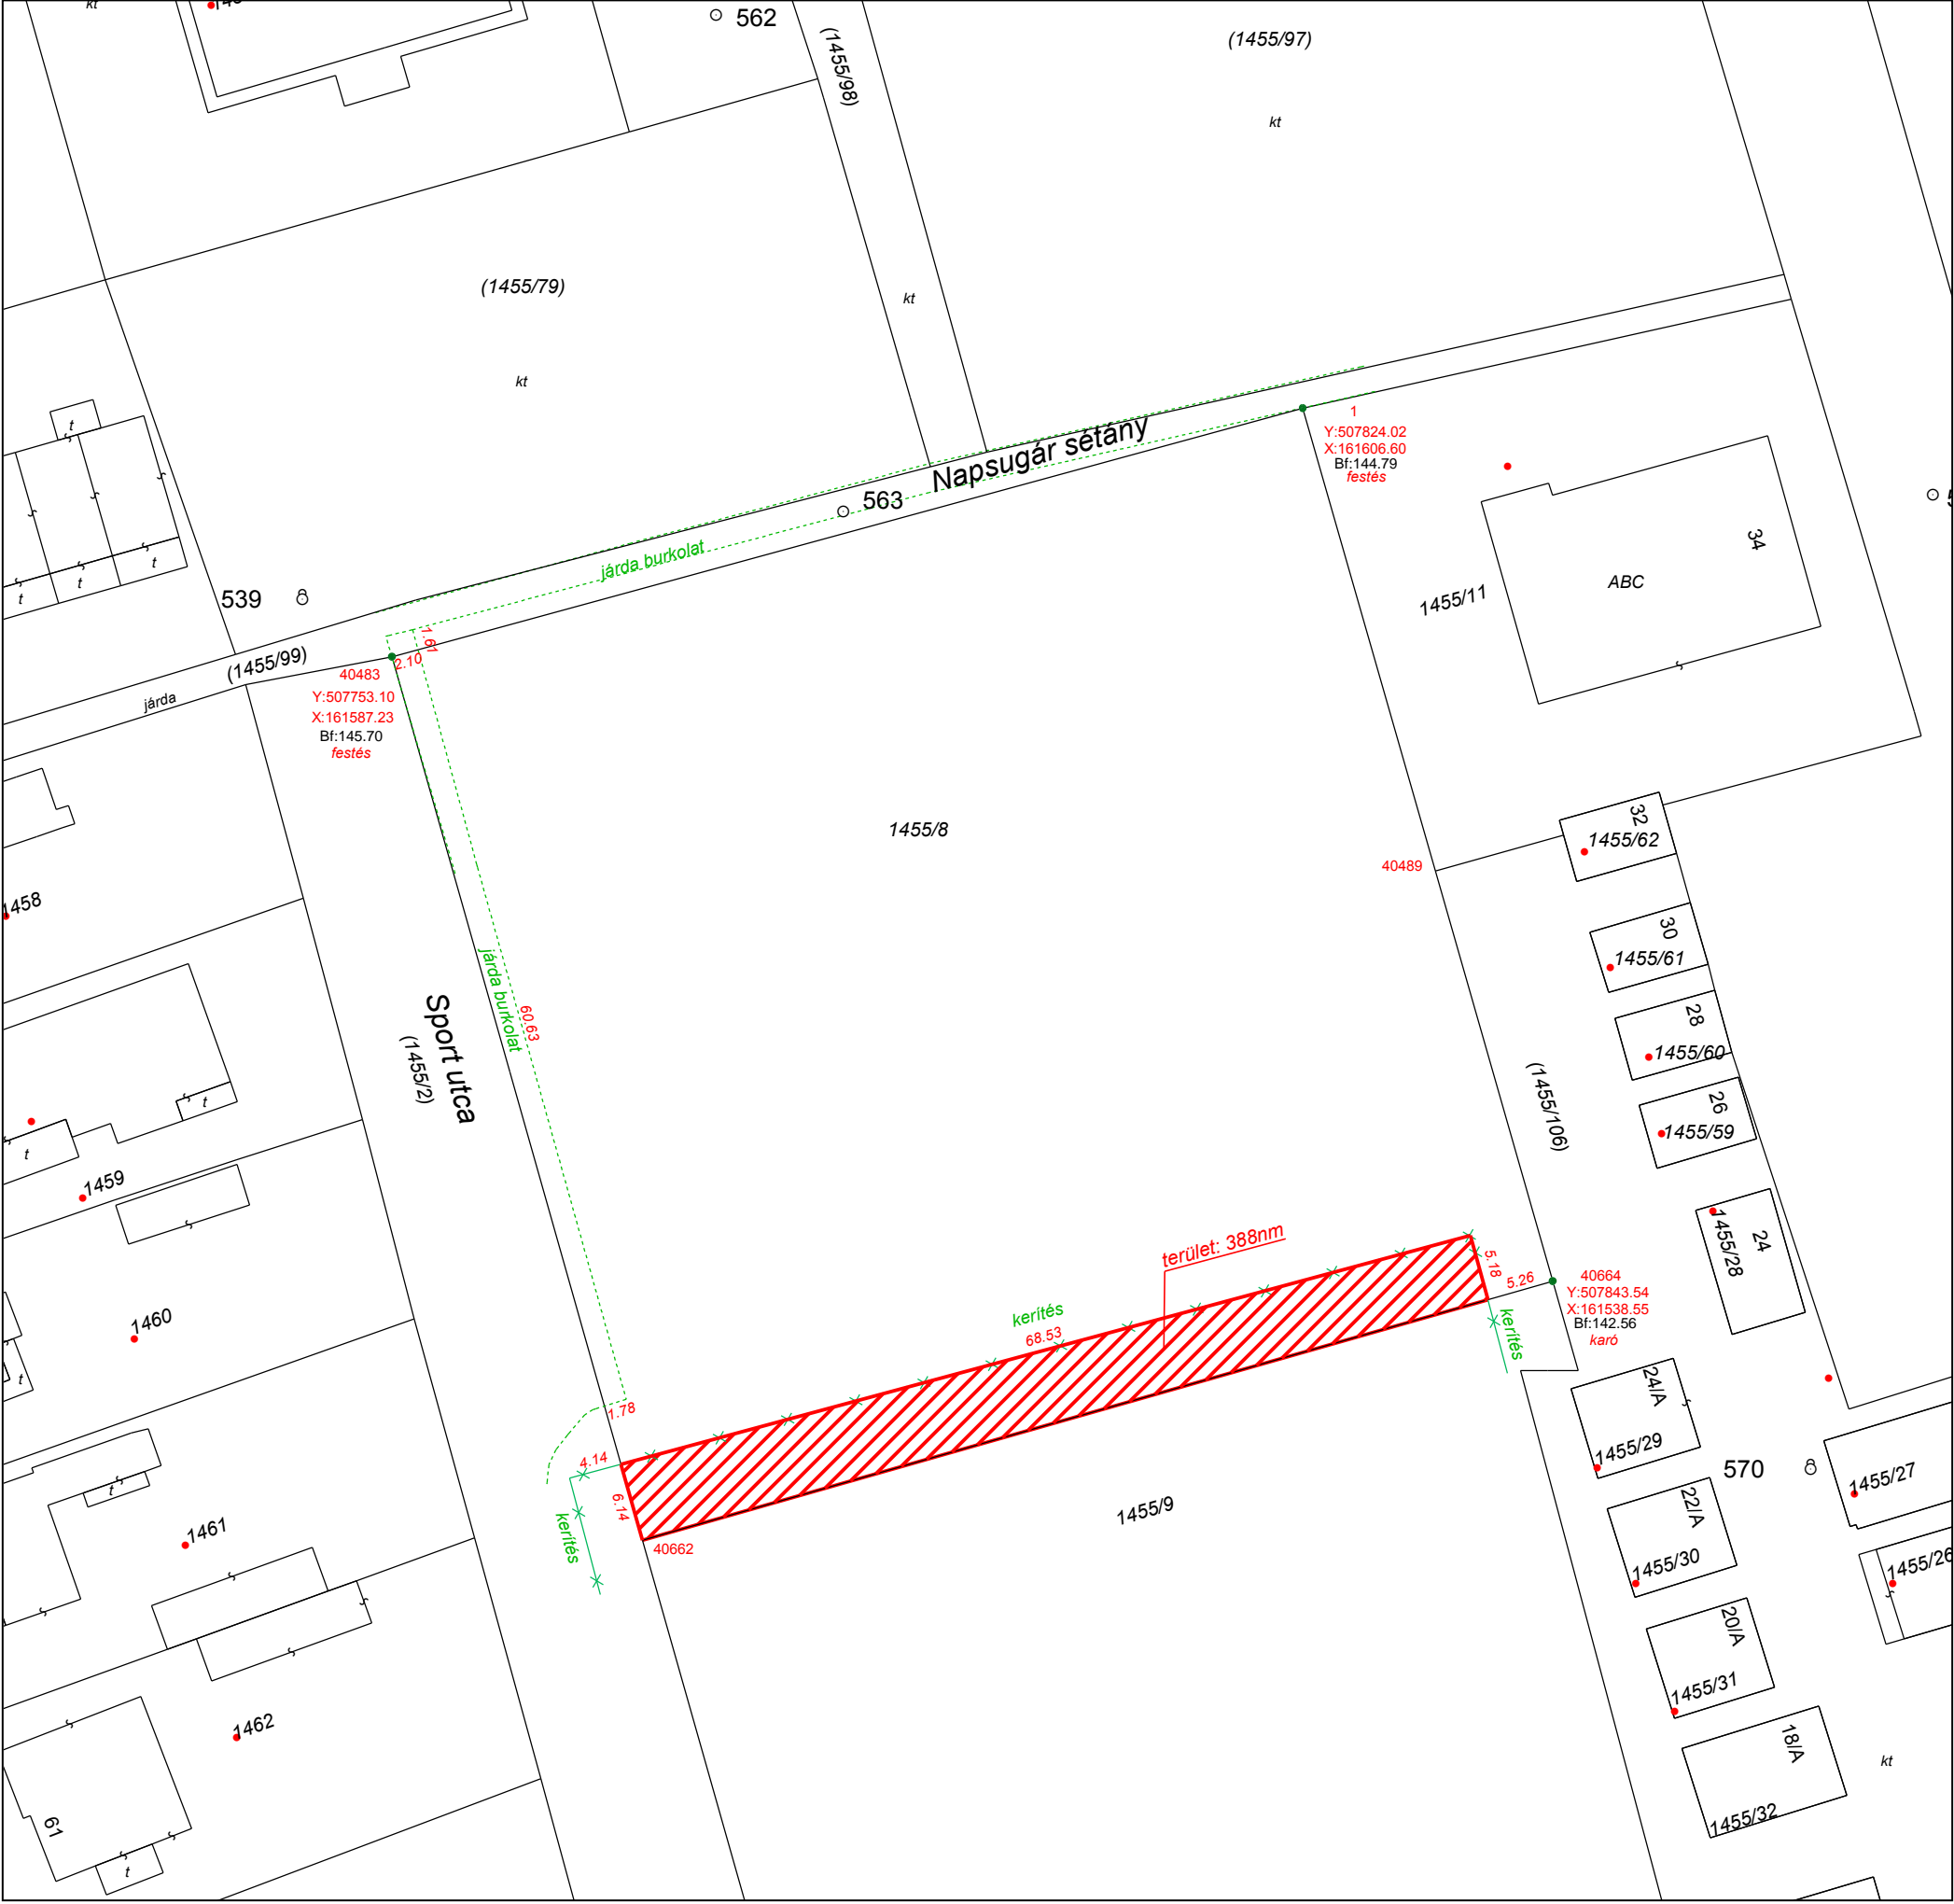 kt
562
(1455/98)
(1455/97)
kt
(1455/79)
kt
kt
Napsugár sétány
563
járda burkolat
1
Y:507824.02
X:161606.60
Bf:144.79
festés
34
ABC
1455/11
t
t
t
t
539
(1455/99)
járda
1.61
2.10
40483
Y:507753.10
X:161587.23
Bf:145.70
festés
1455/8
40489
32
1455/62
30
1455/61
28
1455/60
26
1455/59
24
1455/28
(1455/106)
1458
járda burkolat
60.63
Sport utca
(1455/2)
t
t
1459
1460
t
terület: 388nm
5.18
5.26
40664
Y:507843.54
X:161538.55
Bf:142.56
karó
kerítés
kerítés
68.53
1.78
4.14
6.14
kerítés
40662
1455/9
24/A
1455/29
570
1455/27
22/A
1455/30
1455/26
20/A
1455/31
18/A
1455/32
kt
t
1461
1462
61
t